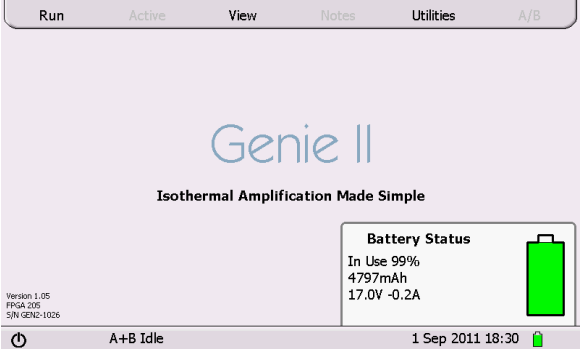 Run Active View Notes Utilities A/B
Genie II
Isothermal Amplification Made Simple
Battery Status
In Use 99%
4797mAh
17.0V -0.2A
Version 1.05
FPGA 205
S/N GEN2-1026
A+B Idle 1 Sep 2011 18:30